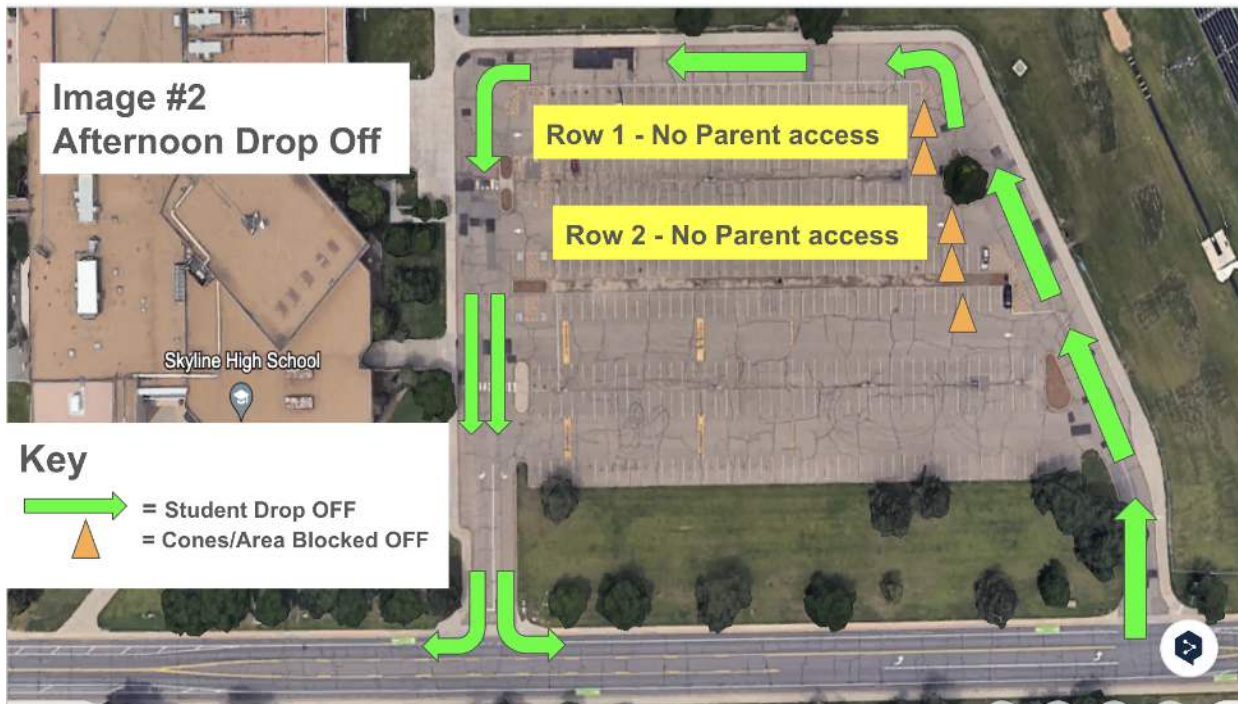 Image #2
Afternoon Drop Off
Row 1 - No Parent access
Row 2 - No Parent access
Skyline High School
Key
= Student Drop OFF
= Cones/Area Blocked OFF